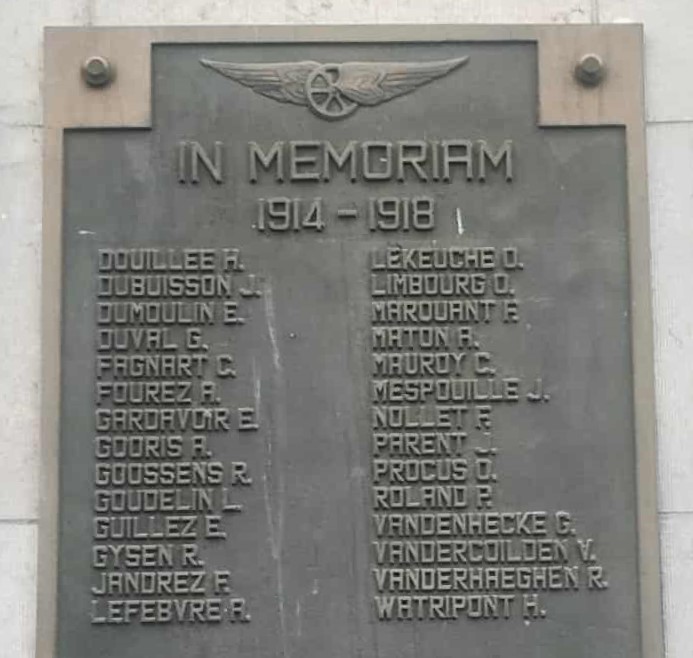 IN MEMORIAM
1914 - 1918
DOUILLEE H.
DUBUISSON J.
DUMOULIN E.
DUVAL G.
FAGNART C.
FOUREZ A.
GARDAVOIR E.
GOORIS A.
GOOSSENS R.
GOUDELIN L.
GUILLEZ E.
GYSEN R.
JANDREZ F.
LEFEBVRE A.
LEKEUCHE O.
LIMBOURG O.
MARQUANT F.
MATON A.
MAUROY C.
MESPOUILLE J.
NOLLET F.
PARENT J.
PROCUS O.
ROLAND P.
VANDENHECKE G.
VANDERCOILDEN V.
VANDERHAEGHEN R.
WATRIPONT H.